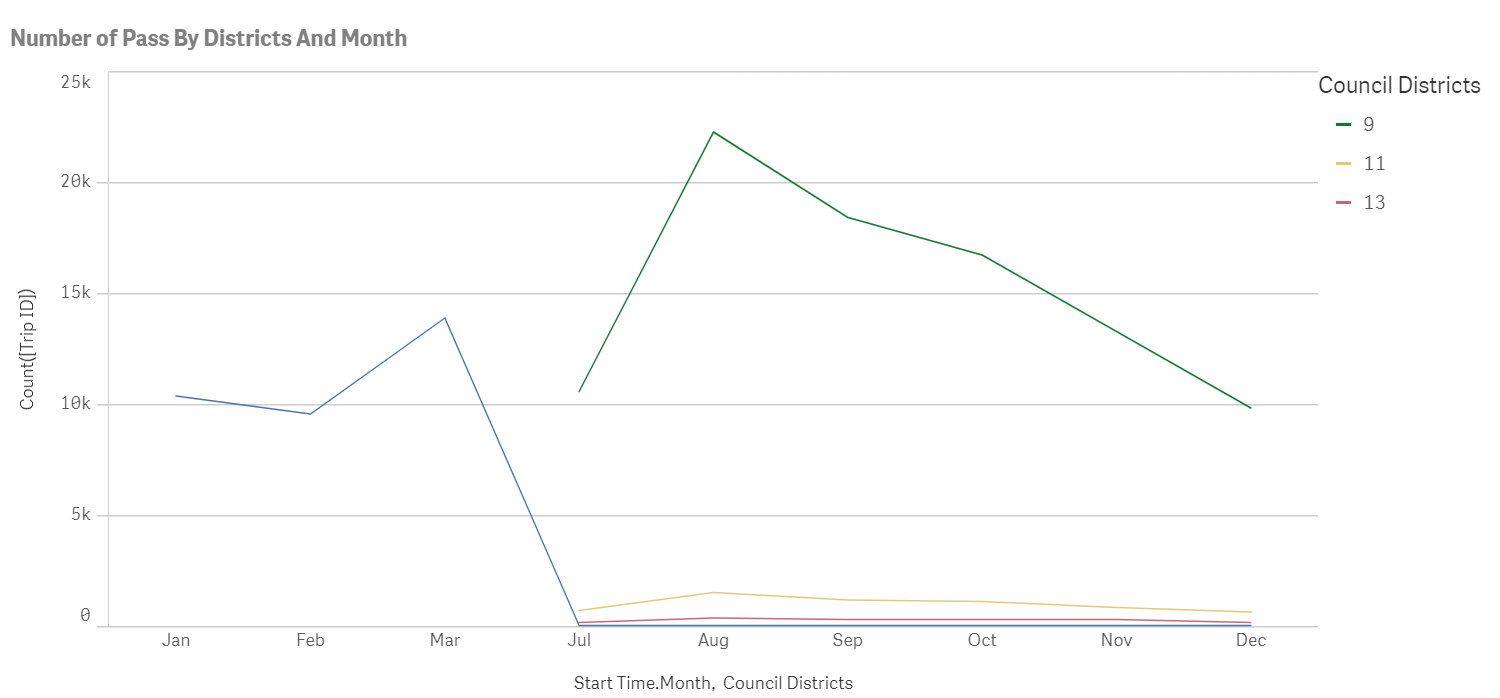 Number of Pass By Districts And Month
25k
20k
15k
10k
5k
0
Count([Trip ID])
Jan Feb Mar Jul Aug Sep Oct Nov Dec
Start Time.Month, Council Districts
Council Districts
9
11
13